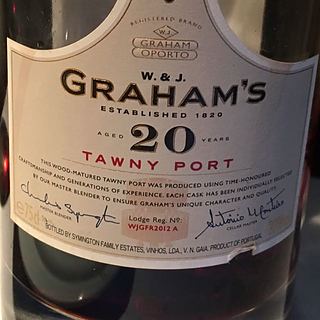 REGISTERED BRAND
W.J
GRAHAM
OPORTO
W. & J.
GRAHAM'S
ESTABLISHED 1820
AGED 20 YEARS
TAWNY PORT
THIS WOOD-MATURED TAWNY PORT WAS PRODUCED USING TIME-HONOURED
CRAFTSMANSHIP AND GENERATIONS OF EXPERIENCE. EACH CASK HAS BEEN INDIVIDUALLY SELECTED
BY OUR MASTER BLENDER TO ENSURE GRAHAM'S UNIQUE CHARACTER AND QUALITY.
MASTER BLENDER
Lodge Reg. Nº:
WJGFR2012 A
CELLAR MASTER
BOTTLED BY SYMINGTON FAMILY ESTATES, VINHOS, LDA., V. N. GAIA. PRODUCT OF PORTUGAL